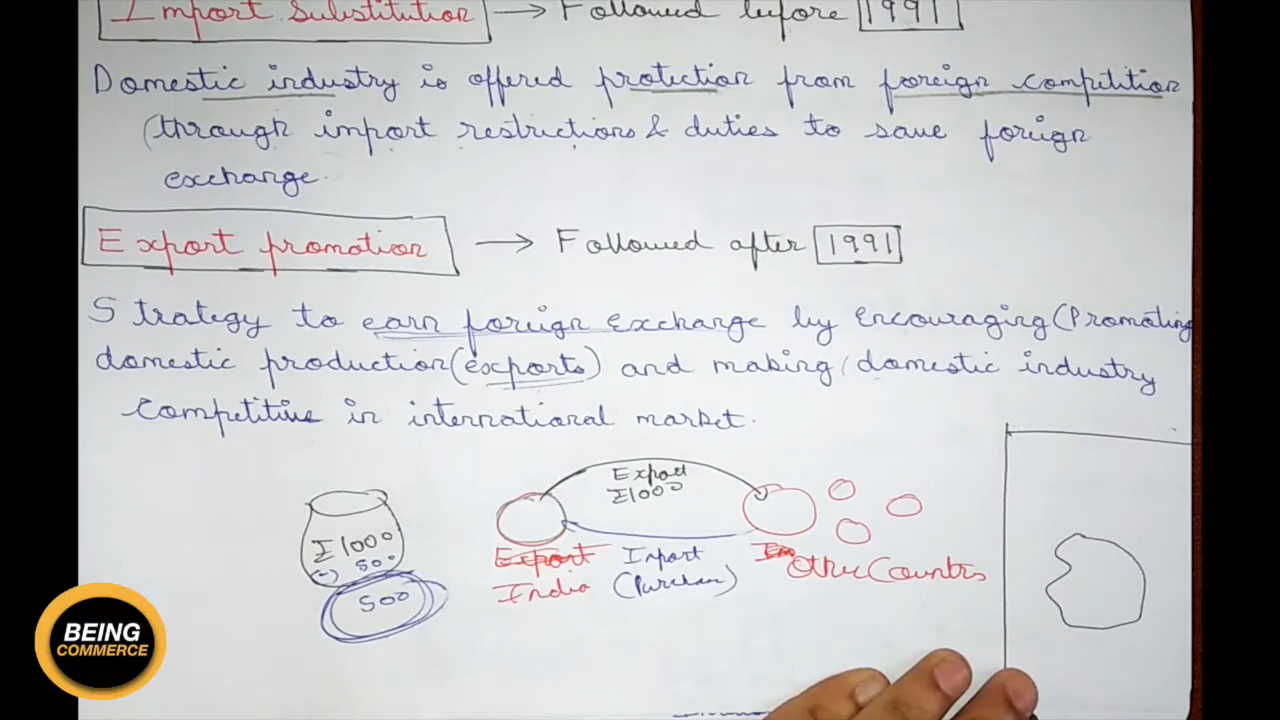 Import Substitution → Followed before 1991
Domestic industry is offered protection from foreign competition
(through import restrictions & duties to save foreign
exchange.
Export promotion → Followed after 1991
Strategy to earn foreign exchange by Encouraging (Promoting
domestic production (exports) and making domestic industry
Competitive in international market.
Export
₹1000
₹1000
(-) 500
500
Export Import
India
Other Countrs
BEING
COMMERCE